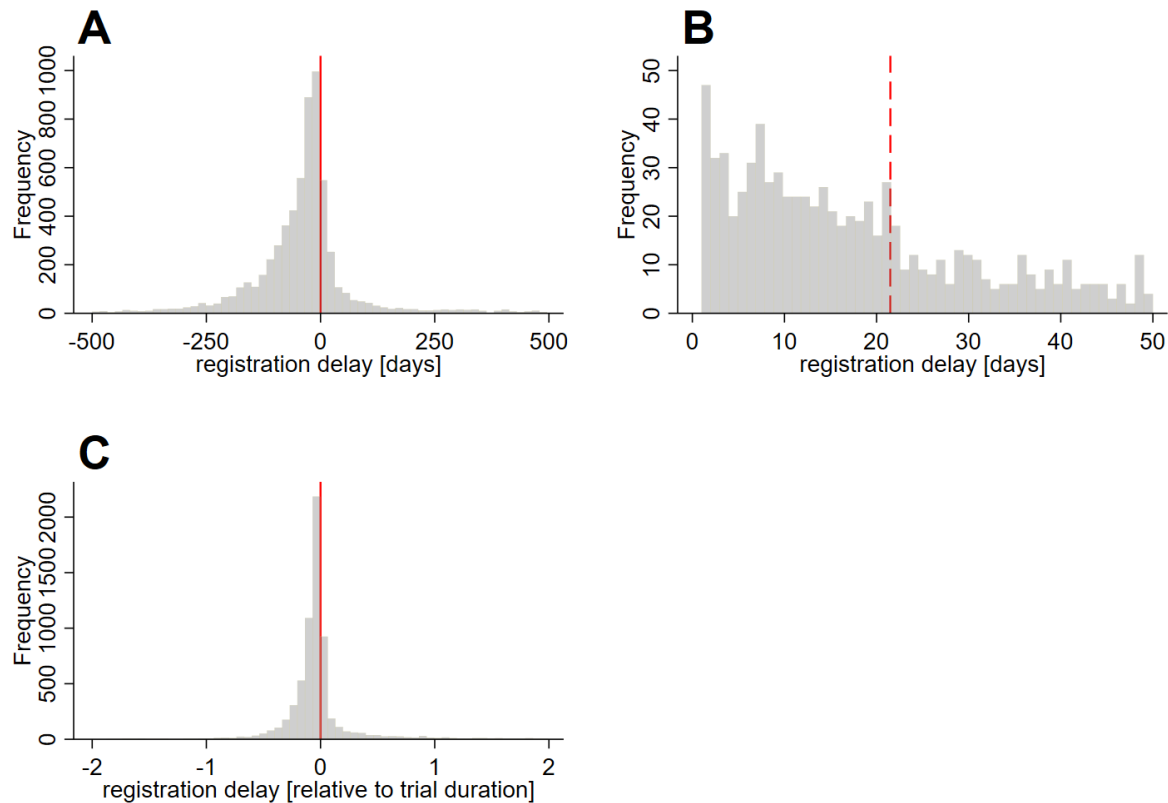 A
Frequency
0 200 400 600 800 1000
-500 -250 0 250 500
registration delay [days]
B
Frequency
0 10 20 30 40 50
0 10 20 30 40 50
registration delay [days]
C
Frequency
0 500 1000 1500 2000
-2 -1 0 1 2
registration delay [relative to trial duration]